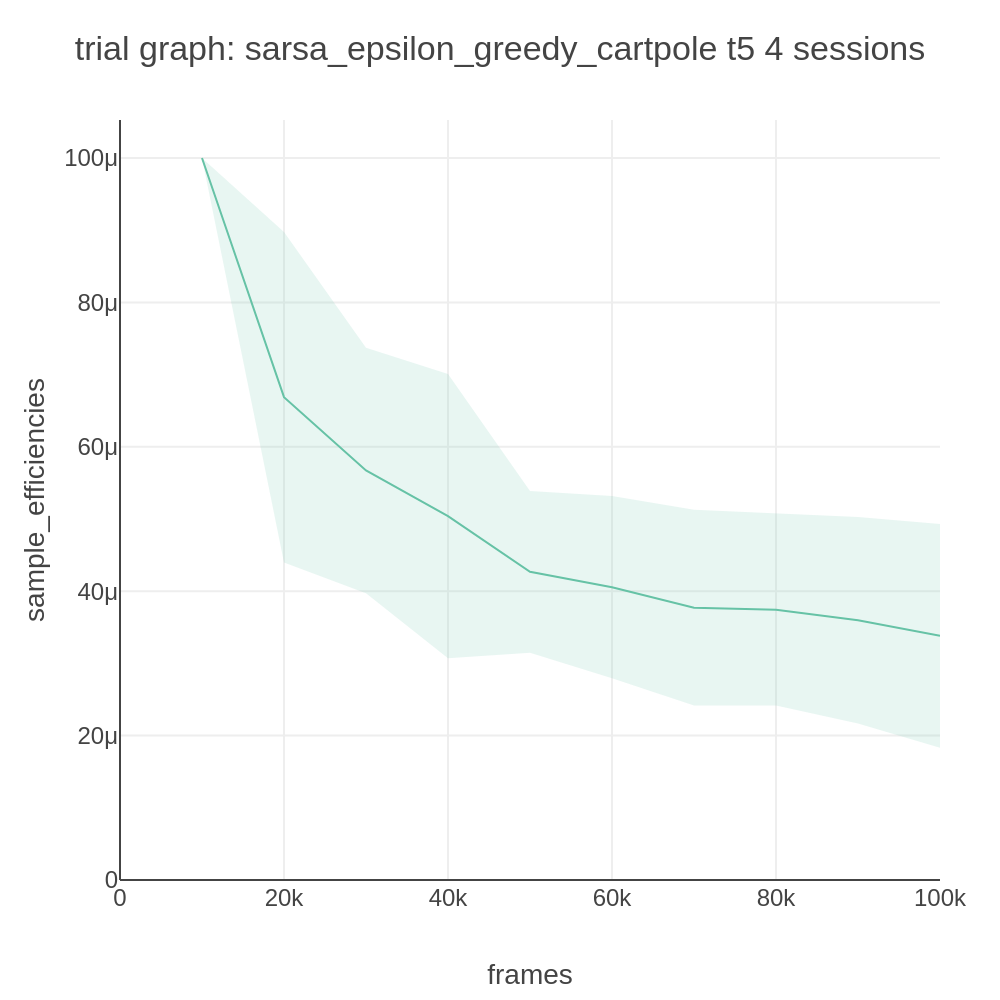 trial graph: sarsa_epsilon_greedy_cartpole t5 4 sessions
100μ
80μ
60μ
40μ
20μ
0
sample_efficiencies
0 20k 40k 60k 80k 100k
frames